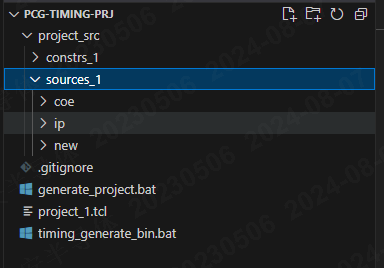 PCG-TIMING-PRJ
project_src
constrs_1
sources_1
coe
ip
new
.gitignore
generate_project.bat
project_1.tcl
timing_generate_bin.bat